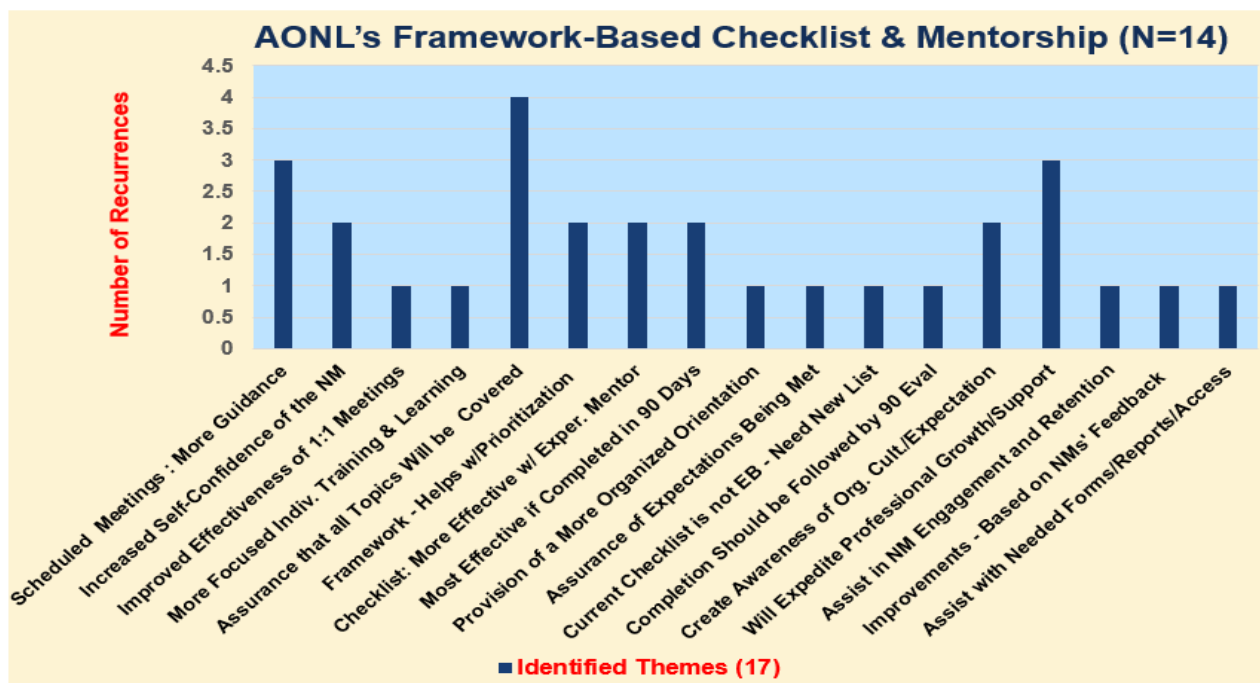 AONL's Framework-Based Checklist & Mentorship (N=14)
Number of Recurrences
4.5
4
3.5
3
2.5
2
1.5
1
0.5
0
Scheduled Meetings : More Guidance
Increased Self-Confidence of the NM
Improved Effectiveness of 1:1 Meetings
More Focused Indiv. Training & Learning
Assurance that all Topics Will be Covered
Framework - Helps w/Prioritization
Checklist: More Effective w/ Exper. Mentor
Most Effective if Completed in 90 Days
Provision of a More Organized Orientation
Assurance of Expectations Being Met
Current Checklist is not EB - Need New List
Completion Should be Followed by 90 Eval
Create Awareness of Org. Cult./Expectation
Will Expedite Professional Growth/Support
Assist in NM Engagement and Retention
Improvements - Based on NMs' Feedback
Assist with Needed Forms/Reports/Access
Identified Themes (17)